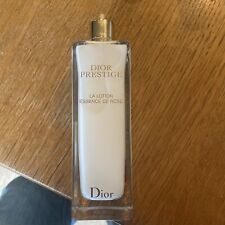 DIOR
PRESTIGE
LA LOTION
ESSENCE DE ROSE
Dior